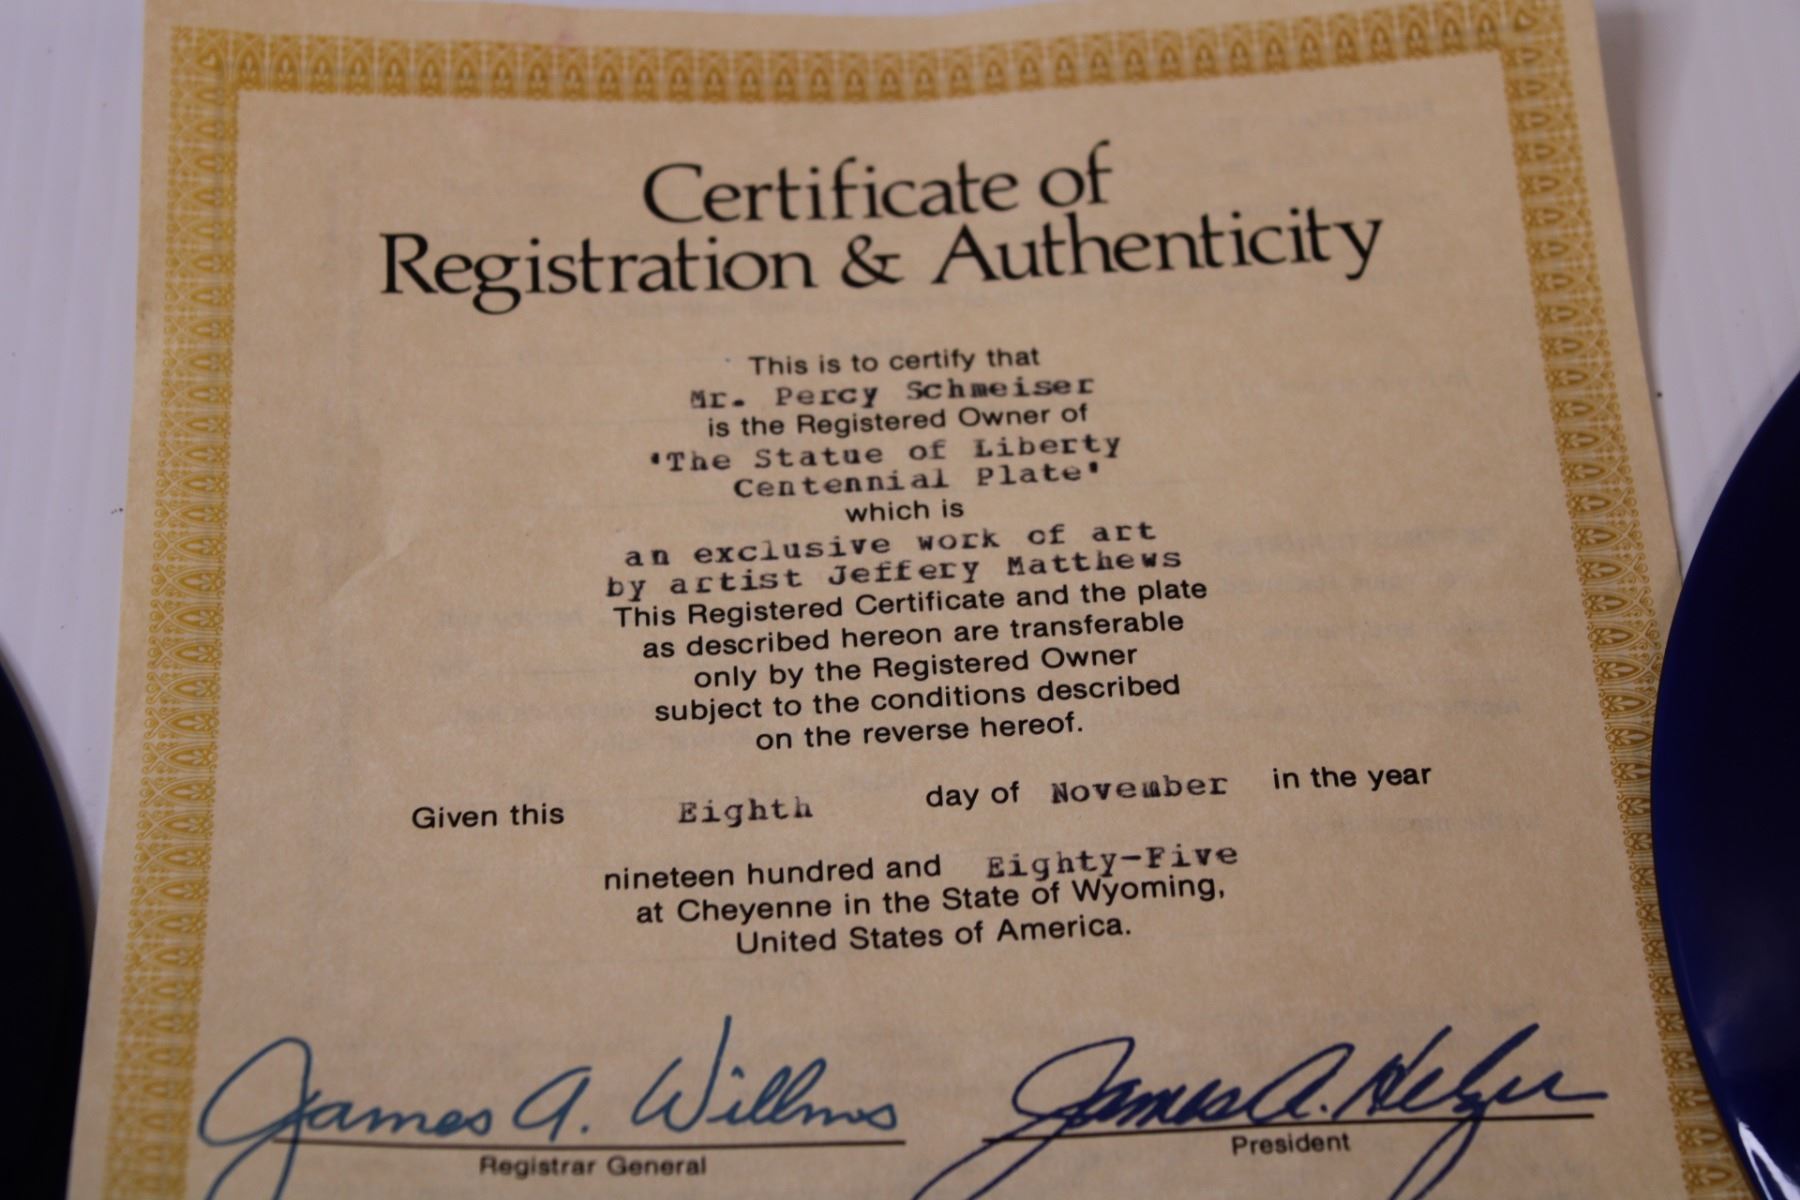 Certificate of
Registration & Authenticity
This is to certify that
Mr. Percy Schmeiser
is the Registered Owner of
'The Statue of Liberty
Centennial Plate'
which is
an exclusive work of art
by artist Jeffery Matthews
This Registered Certificate and the plate
as described hereon are transferable
only by the Registered Owner
subject to the conditions described
on the reverse hereof.
Given this Eighth day of November in the year
nineteen hundred and Eighty-Five
at Cheyenne in the State of Wyoming,
United States of America.
James A. Willms James A. Helzer
Registrar General President